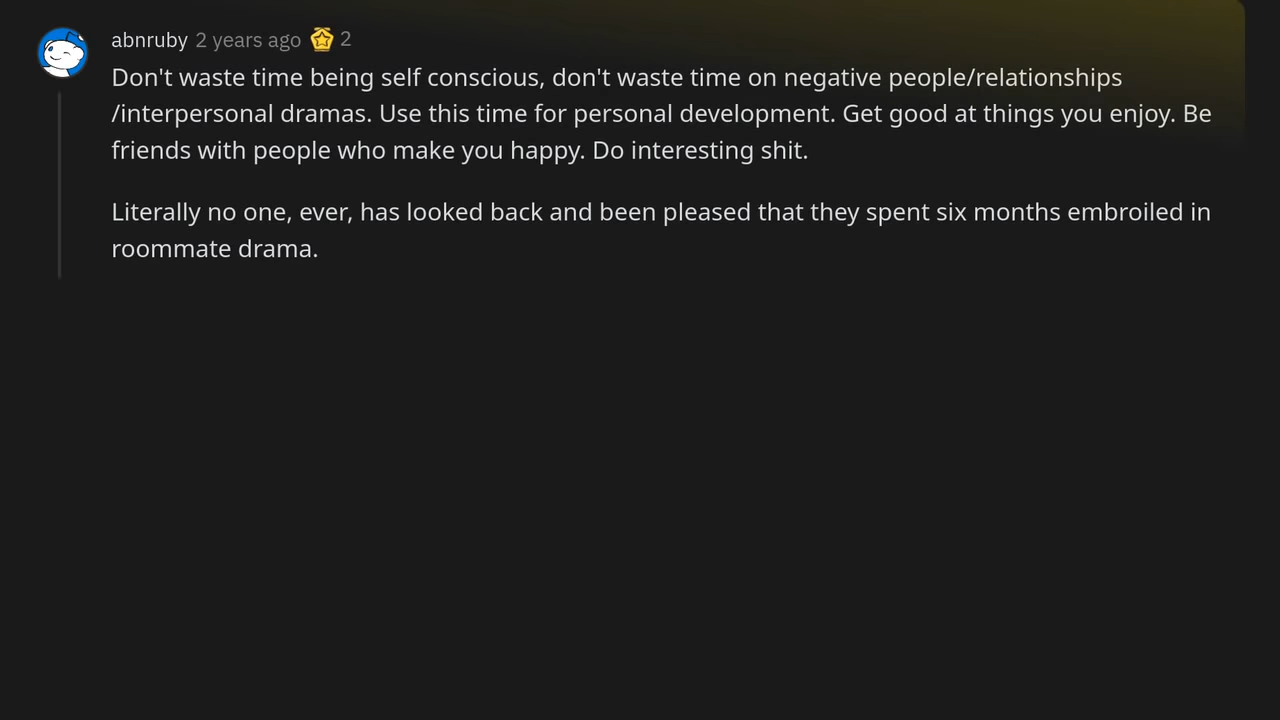 abnruby 2 years ago 2
Don't waste time being self conscious, don't waste time on negative people/relationships
/interpersonal dramas. Use this time for personal development. Get good at things you enjoy. Be
friends with people who make you happy. Do interesting shit.
Literally no one, ever, has looked back and been pleased that they spent six months embroiled in
roommate drama.